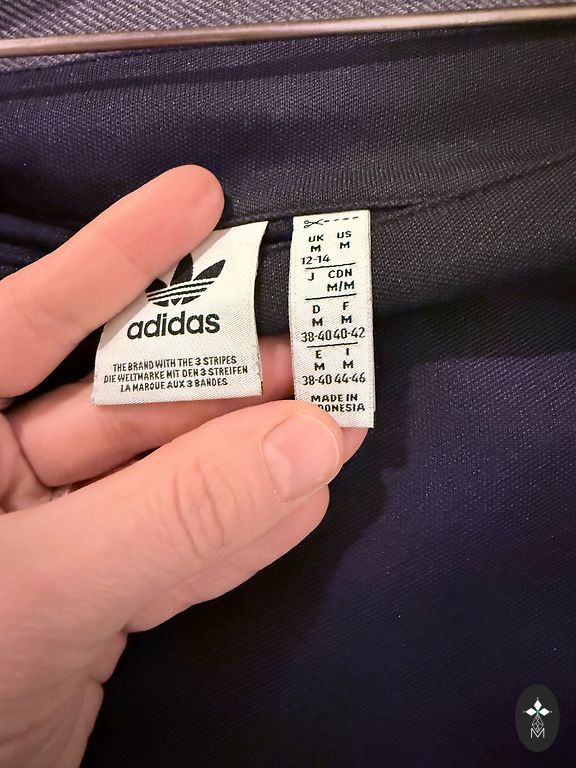 adidas
THE BRAND WITH THE 3 STRIPES
DIE WELTMARKE MIT DEN 3 STREIFEN
LA MARQUE AUX 3 BANDES
UK US
M M
12-14
J CDN
M/M
D F
M M
38-40 40-42
E I
M M
38-40 44-46
MADE IN
DONESIA
M